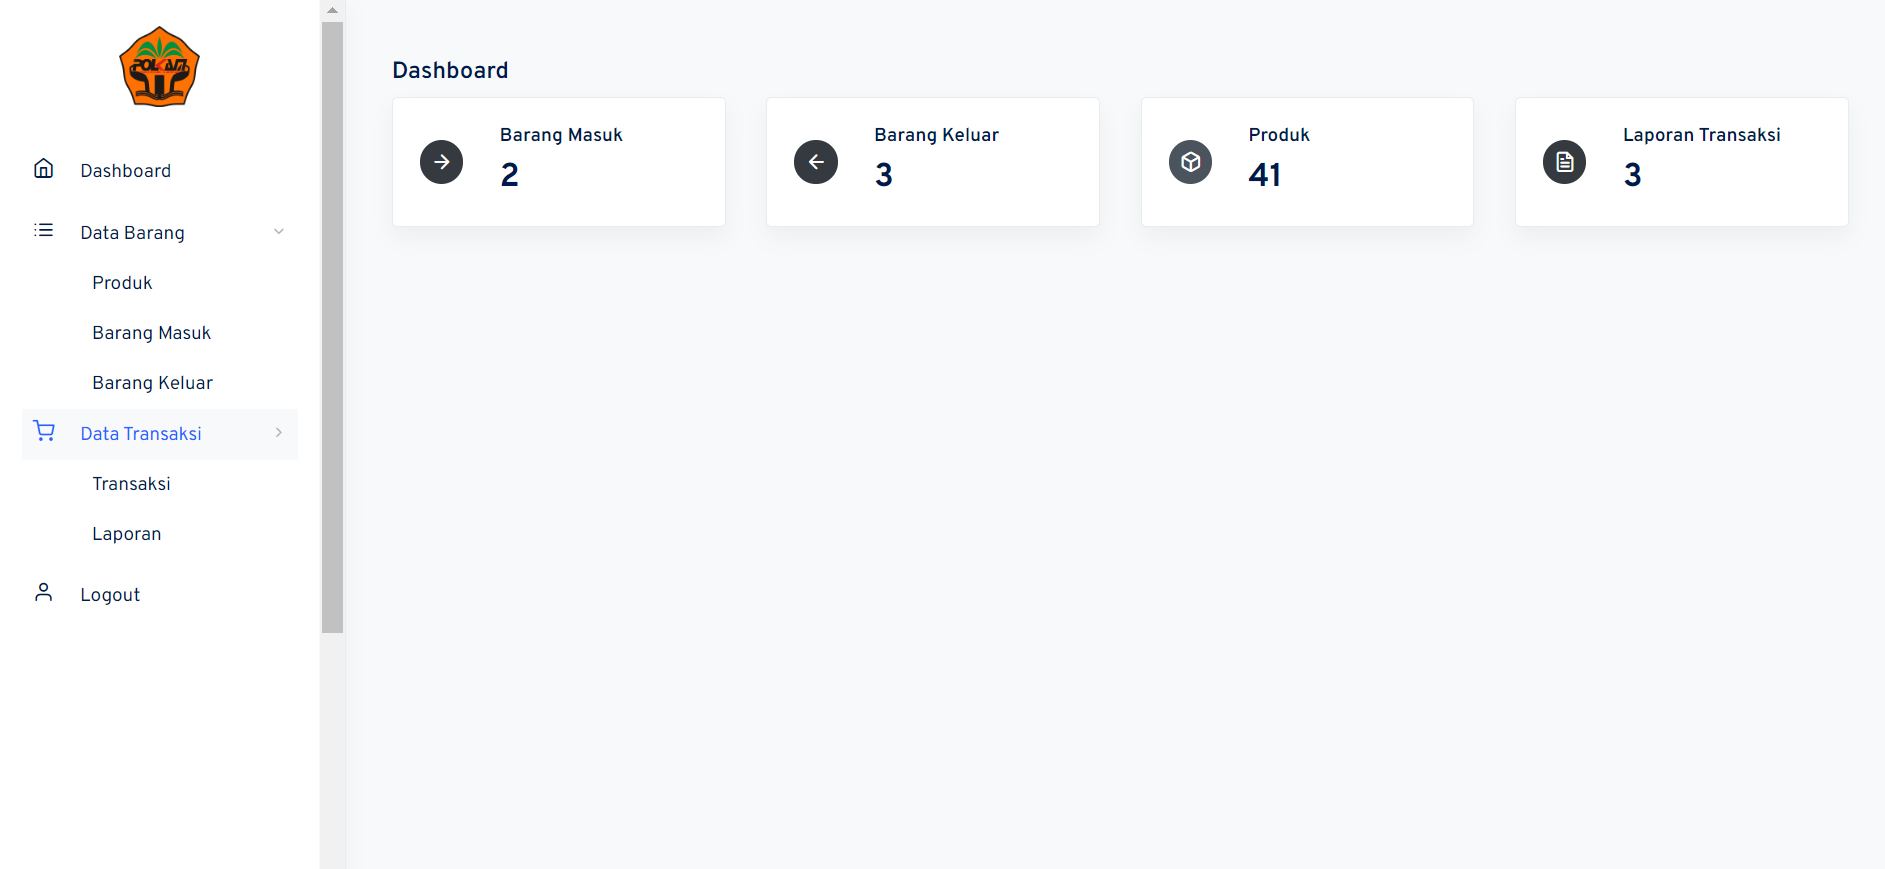 POLKAM
Dashboard
Data Barang
Produk
Barang Masuk
Barang Keluar
Data Transaksi
Transaksi
Laporan
Logout
Dashboard
Barang Masuk
2
Barang Keluar
3
Produk
41
Laporan Transaksi
3